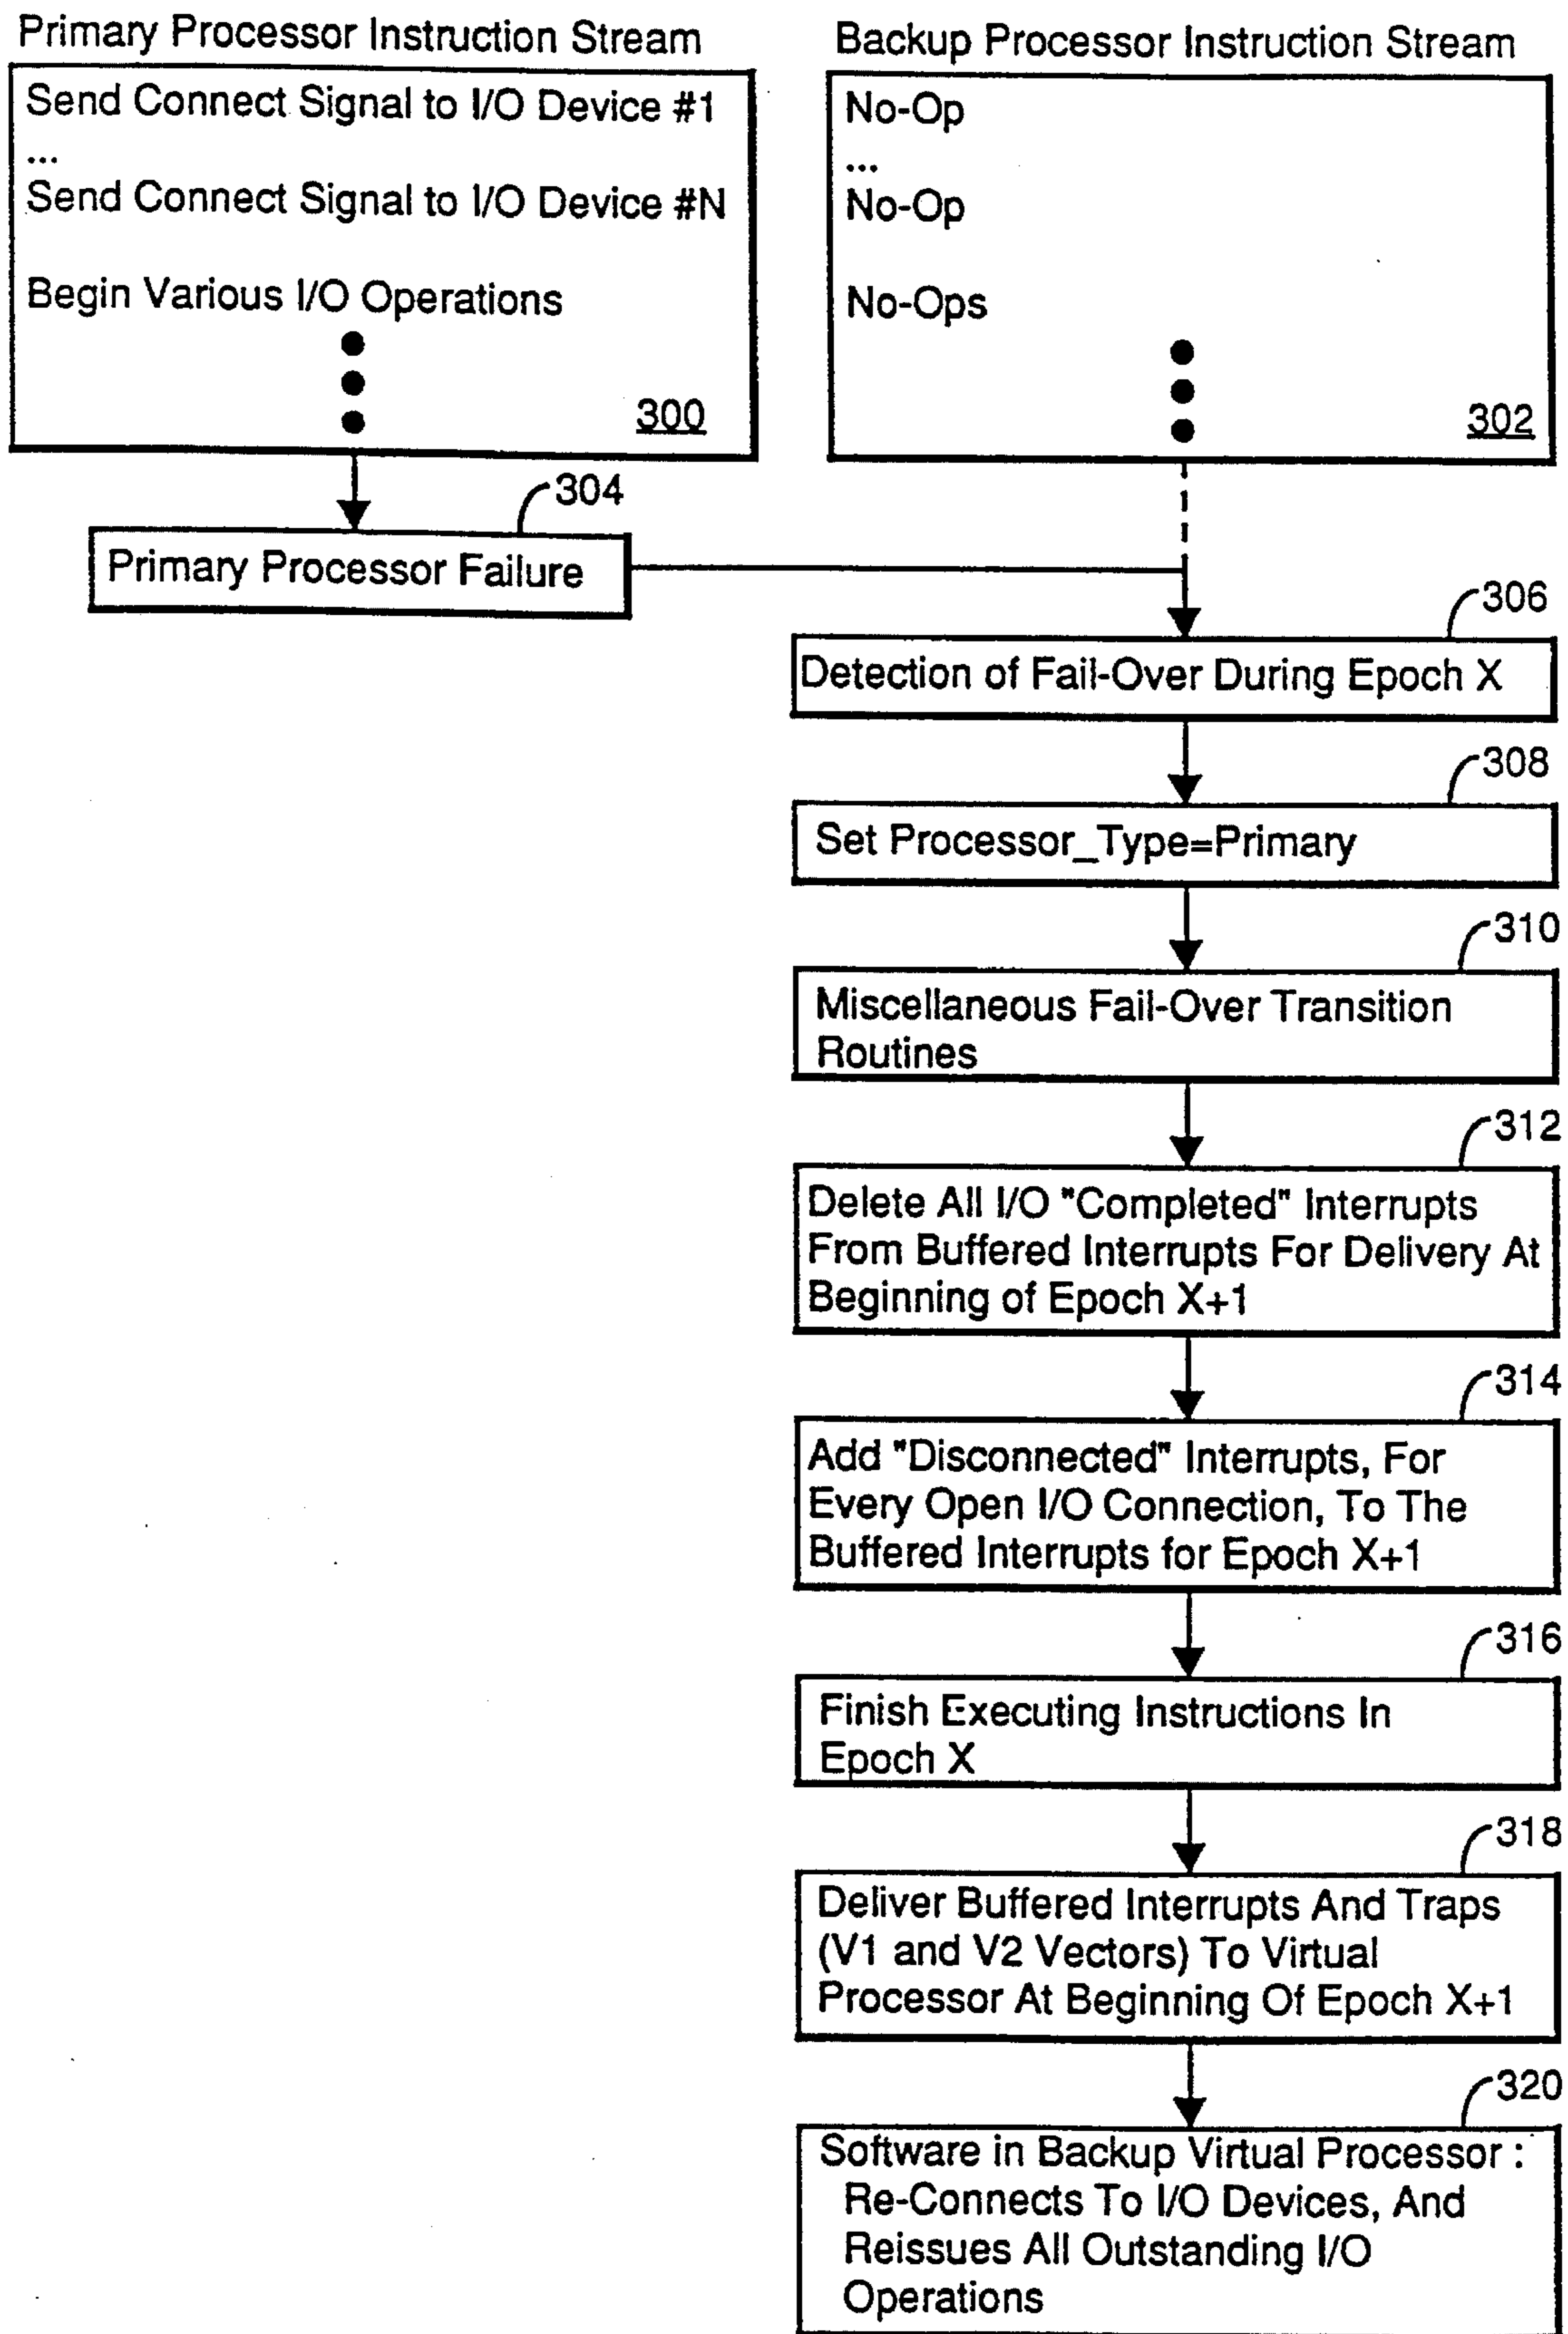 Primary Processor Instruction Stream
Send Connect Signal to I/O Device #1
...
Send Connect Signal to I/O Device #N
Begin Various I/O Operations
300
Backup Processor Instruction Stream
No-Op
...
No-Op
No-Ops
302
304
Primary Processor Failure
306
Detection of Fail-Over During Epoch X
308
Set Processor_Type=Primary
310
Miscellaneous Fail-Over Transition
Routines
312
Delete All I/O "Completed" Interrupts
From Buffered Interrupts For Delivery At
Beginning of Epoch X+1
314
Add "Disconnected" Interrupts, For
Every Open I/O Connection, To The
Buffered Interrupts for Epoch X+1
316
Finish Executing Instructions In
Epoch X
318
Deliver Buffered Interrupts And Traps
(V1 and V2 Vectors) To Virtual
Processor At Beginning Of Epoch X+1
320
Software in Backup Virtual Processor :
Re-Connects To I/O Devices, And
Reissues All Outstanding I/O
Operations